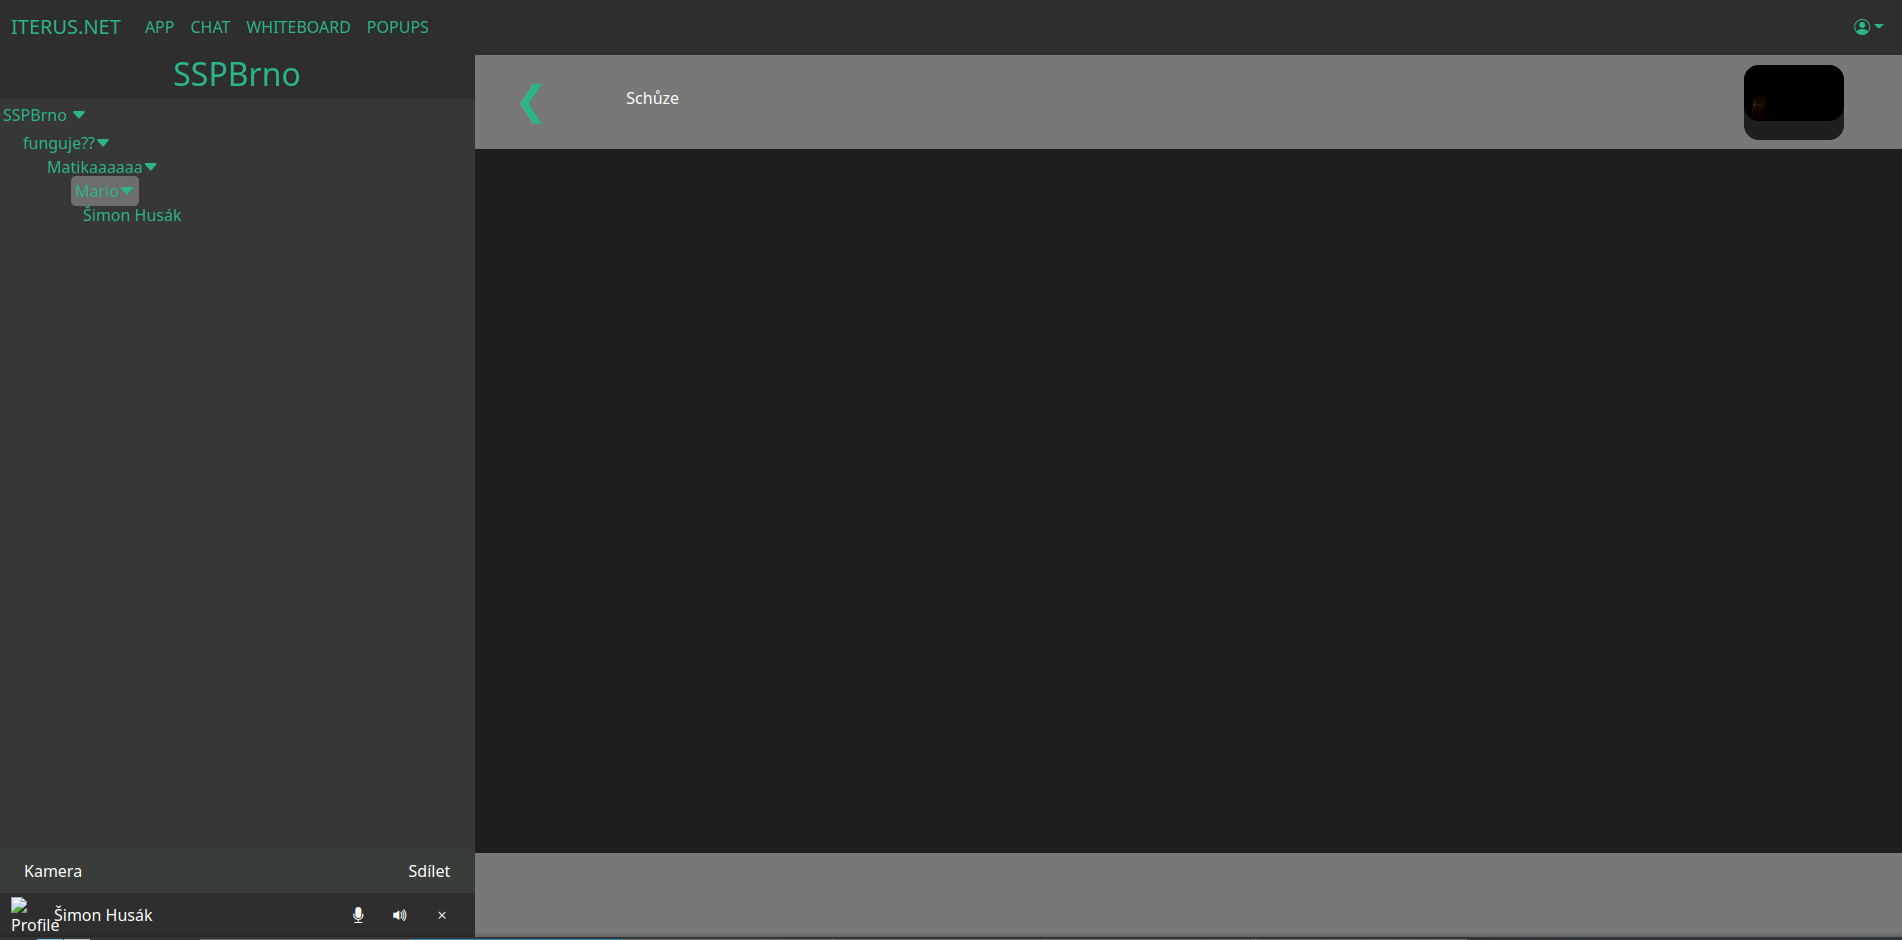 ITERUS.NET APP CHAT WHITEBOARD POPUPS
SSPBrno
SSPBrno
funguje??
Matikaaaaaa
Mario
Šimon Husák
Schůze
Kamera Sdílet
Profile Šimon Husák ×